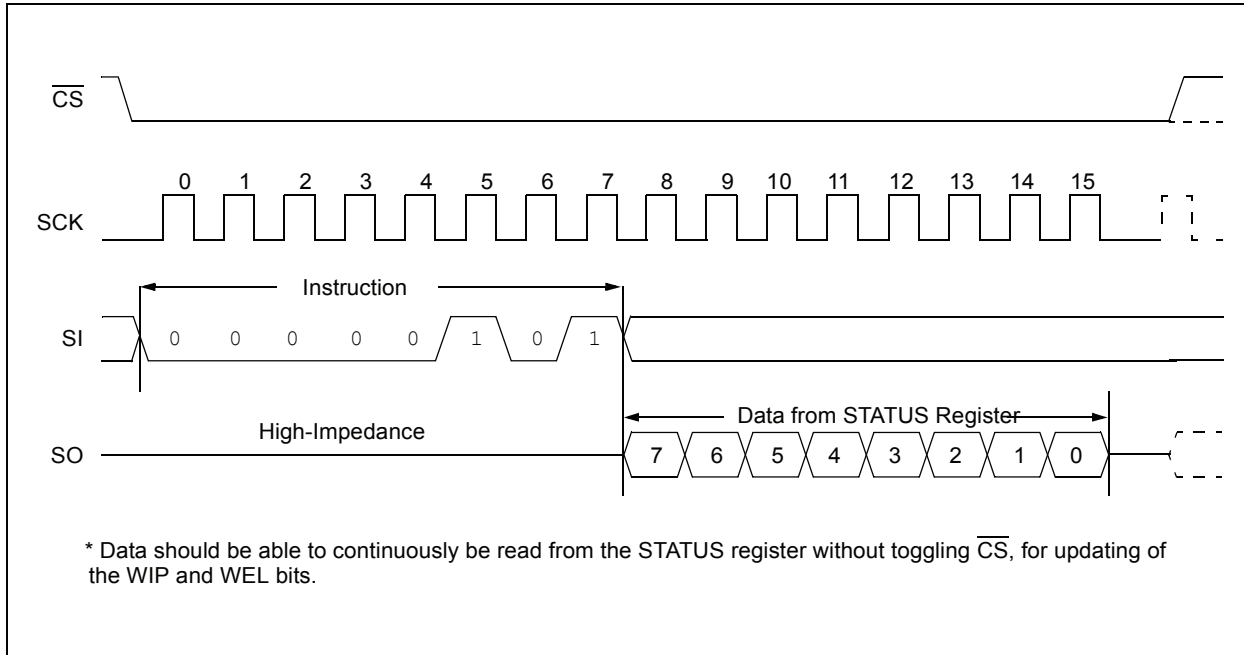 CS
0 1 2 3 4 5 6 7 8 9 10 11 12 13 14 15
SCK
Instruction
SI 0 0 0 0 0 1 0 1
Data from STATUS Register
High-Impedance
SO 7 6 5 4 3 2 1 0
* Data should be able to continuously be read from the STATUS register without toggling CS, for updating of
the WIP and WEL bits.